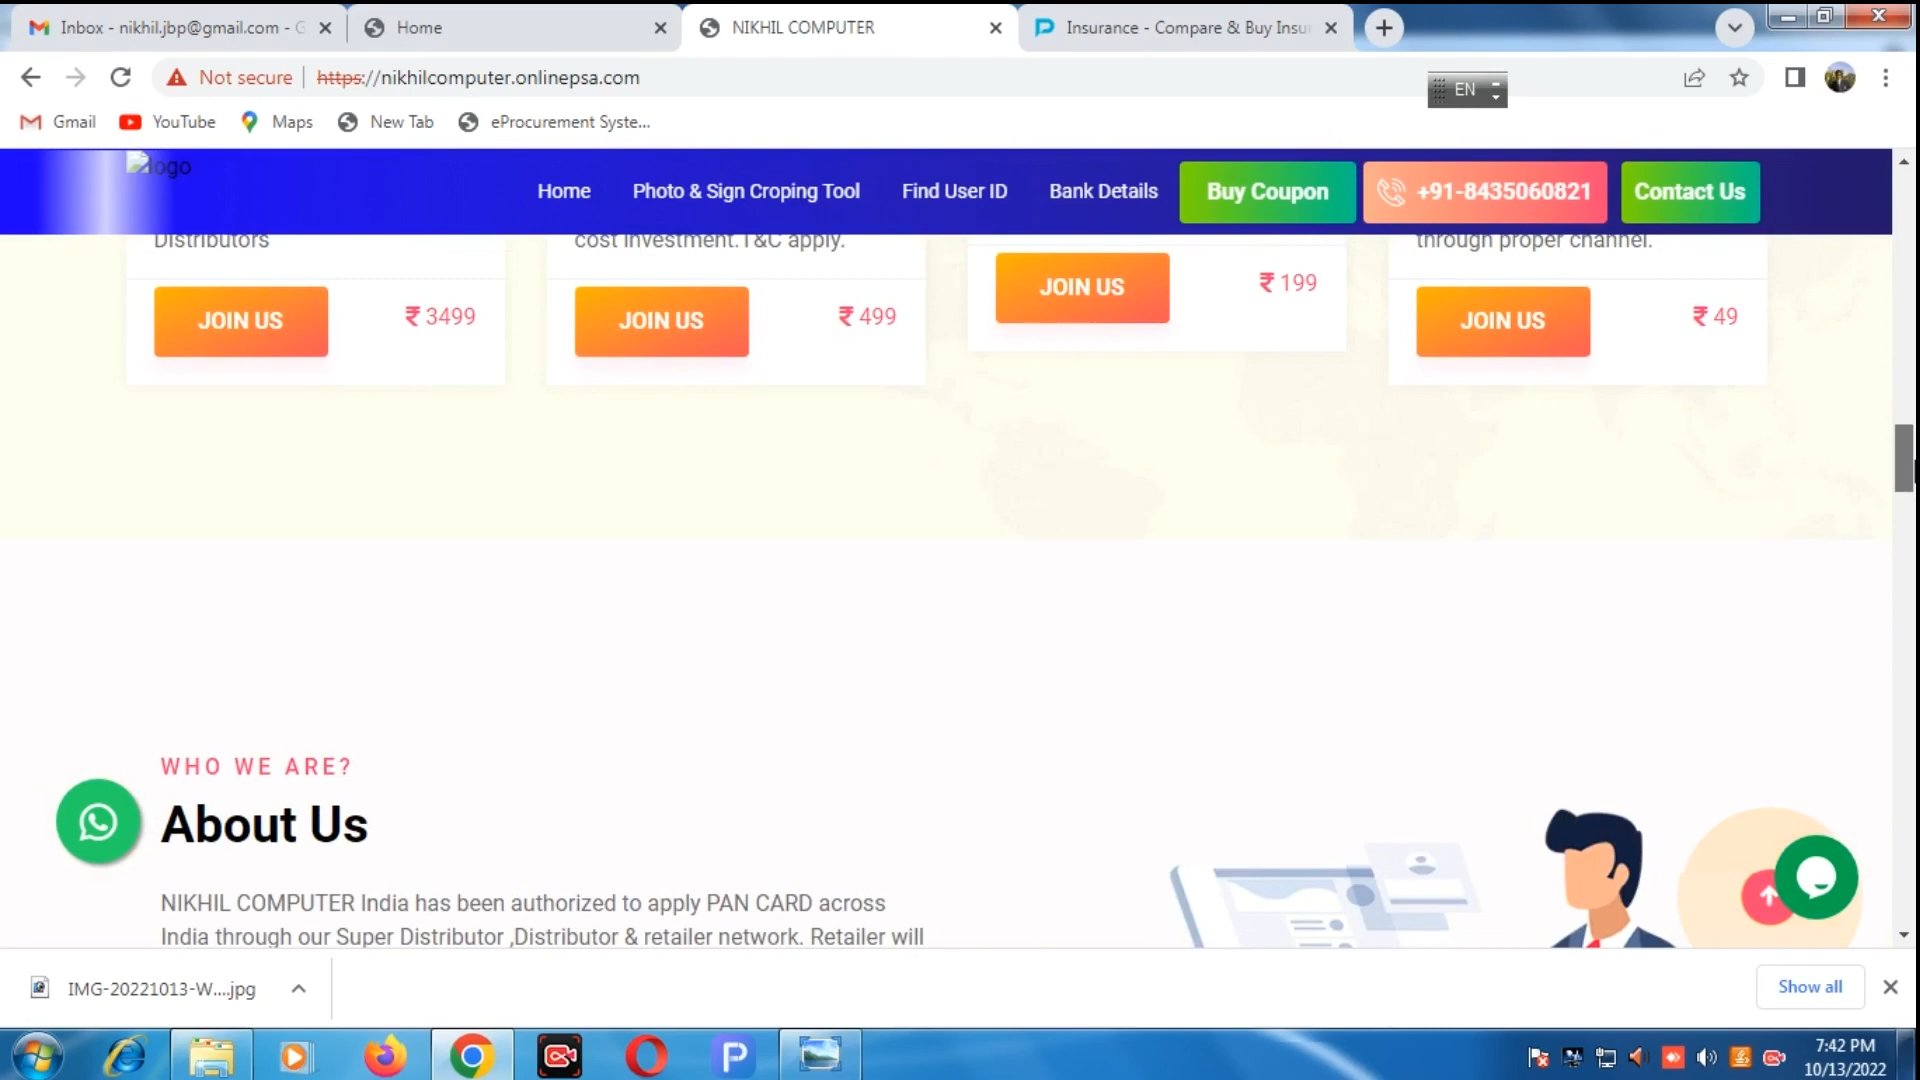 Inbox - nikhil.jbp@gmail.com - G
Home
NIKHIL COMPUTER
Insurance - Compare & Buy Insur
Not secure
https://nikhilcomputer.onlinepsa.com
EN
Gmail
YouTube
Maps
New Tab
eProcurement Syste...
logo
Home
Photo & Sign Croping Tool
Find User ID
Bank Details
Buy Coupon
+91-8435060821
Contact Us
Distributors
cost investment.T&C apply.
through proper channel.
JOIN US
₹ 3499
JOIN US
₹ 499
JOIN US
₹ 199
JOIN US
₹ 49
WHO WE ARE?
About Us
NIKHIL COMPUTER India has been authorized to apply PAN CARD across
India through our Super Distributor ,Distributor & retailer network. Retailer will
IMG-20221013-W....jpg
Show all
7:42 PM
10/13/2022